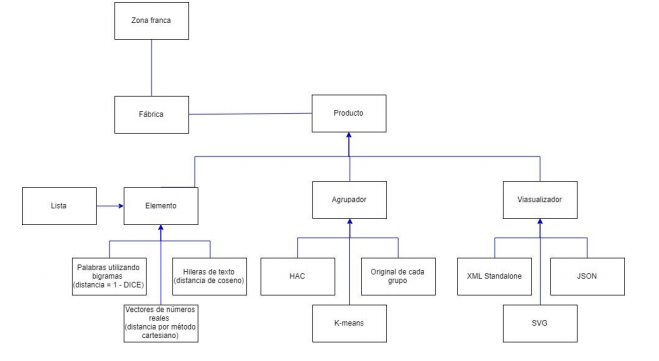 Zona franca
Fábrica
Producto
Lista
Elemento
Agrupador
Viasualizador
Palabras utilizando
bigramas
(distancia = 1 - DICE)
Hileras de texto
(distancia de coseno)
HAC
Original de cada
grupo
XML Standalone
JSON
Vectores de números
reales
(distancia por método
cartesiano)
K-means
SVG